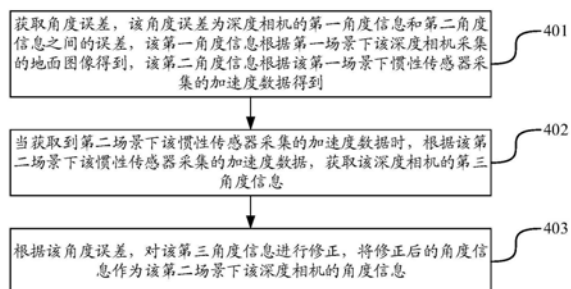 获取角度误差，该角度误差为深度相机的第一角度信息和第二角度
信息之间的误差，该第一角度信息根据第一场景下该深度相机采集
的地面图像得到，该第二角度信息根据该第一场景下惯性传感器采
集的加速度数据得到
401
当获取到第二场景下该惯性传感器采集的加速度数据时，根据该第
二场景下该惯性传感器采集的加速度数据，获取该深度相机的第三
角度信息
402
根据该角度误差，对该第三角度信息进行修正，将修正后的角度信
息作为该第二场景下该深度相机的角度信息
403